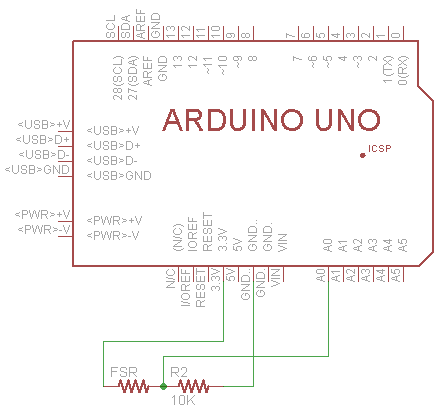 SCL
SDA
AREF
GND
13
12
11
10
9
8
7
6
5
4
3
2
1
0
28(SCL)
27(SDA)
AREF
GND
13
12
~11
~10
~9
8
7
~6
~5
4
~3
2
1(TX)
0(RX)
ARDUINO UNO
ICSP
<USB>+V
<USB>D+
<USB>D-
<USB>GND
<USB>+V
<USB>D+
<USB>D-
<USB>GND
<PWR>+V
<PWR>-V
<PWR>+V
<PWR>-V
(N/C)
IOREF
RESET
3.3V
5V
GND..
GND.
VIN
A0
A1
A2
A3
A4
A5
N/C
I/OREF
RESET
3.3V
5V
GND..
GND.
VIN
A0
A1
A2
A3
A4
A5
FSR
R2
10K